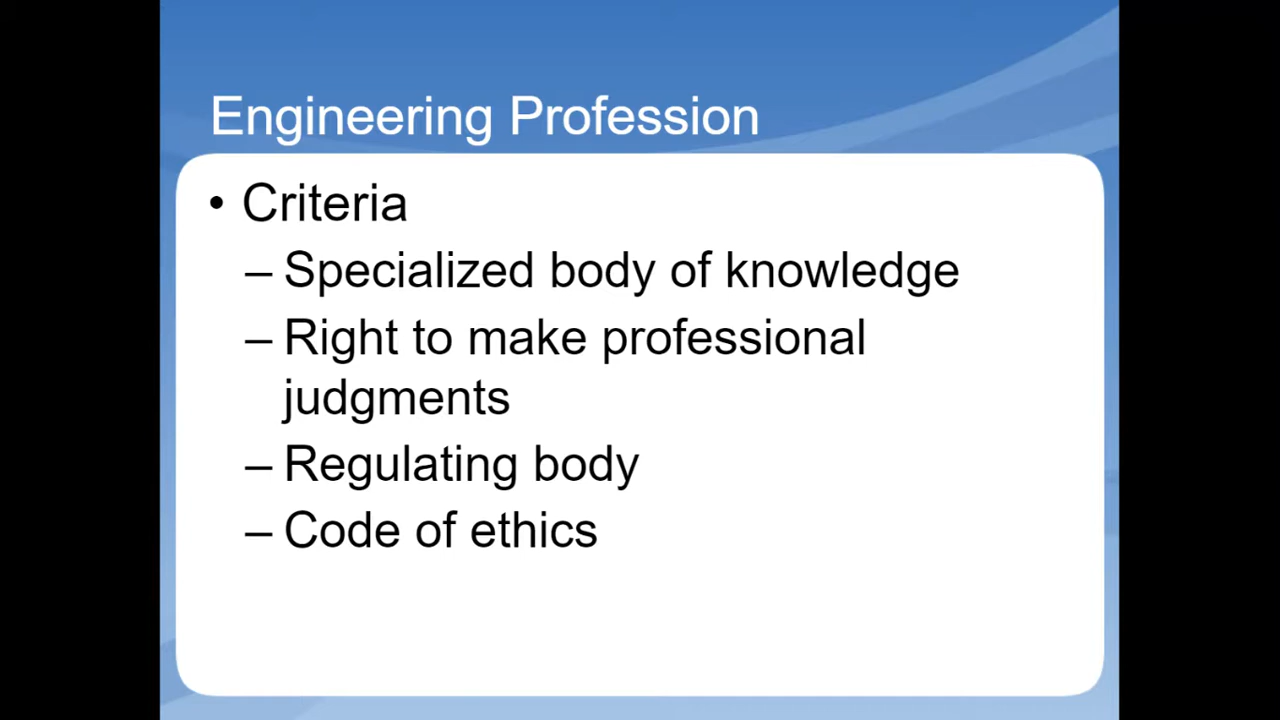 Engineering Profession
• Criteria
– Specialized body of knowledge
– Right to make professional
judgments
– Regulating body
– Code of ethics